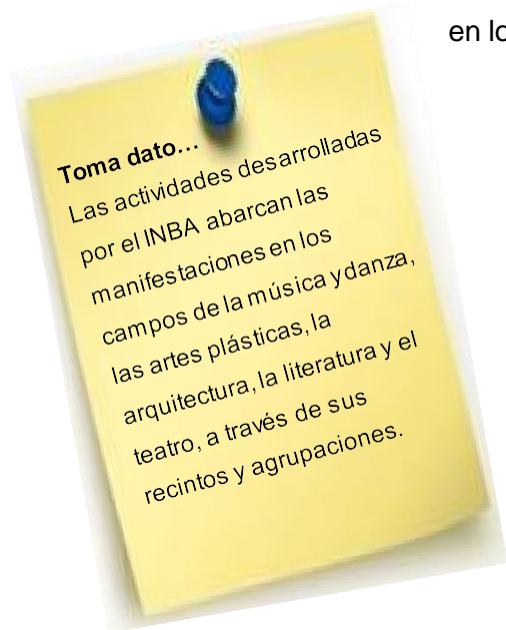 en lo
Toma dato...
Las actividades desarrolladas
por el INBA abarcan las
manifestaciones en los
campos de la música y danza,
las artes plásticas, la
arquitectura, la literatura y el
teatro, a través de sus
recintos y agrupaciones.